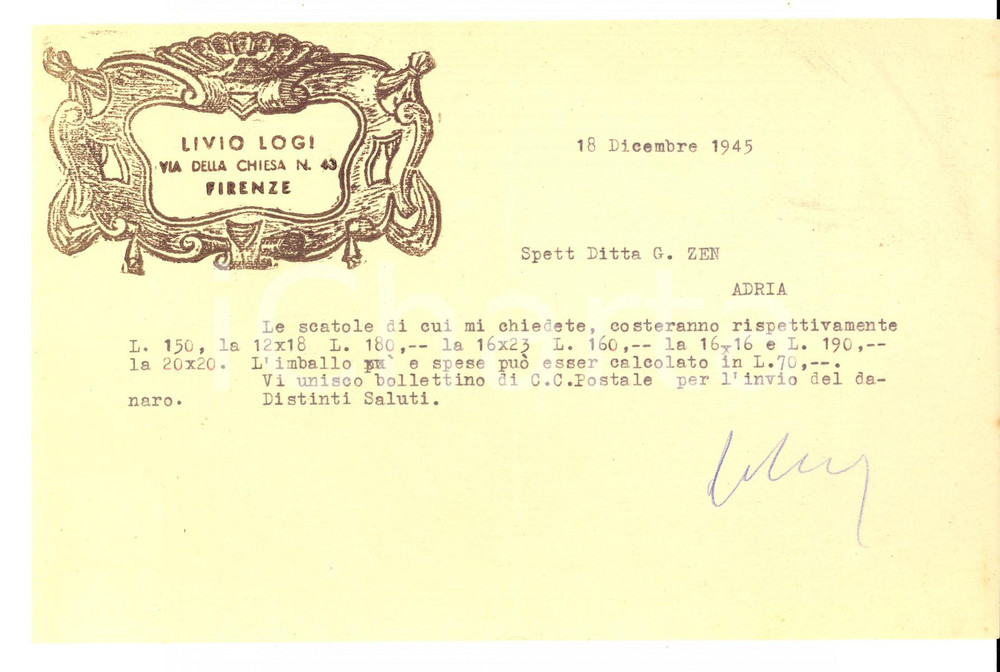 LIVIO LOGI
VIA DELLA CHIESA N. 43
FIRENZE
18 Dicembre 1945
Spett Ditta G. ZEN
ADRIA
Le scatole di cui mi chiedete, costeranno rispettivamente
L. 150, la 12x18 L. 180,-- la 16x23 L. 160,-- la 16x16 e L. 190,--
la 20x20. L'imballo e spese può esser calcolato in L.70,--.
Vi unisco bollettino di C.C.Postale per l'invio del da-
naro. Distinti Saluti.
iCharta